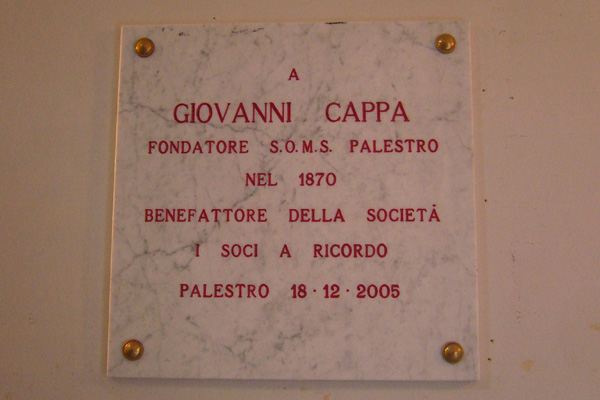 A
GIOVANNI CAPPA
FONDATORE S.O.M.S. PALESTRO
NEL 1870
BENEFATTORE DELLA SOCIETÀ
I SOCI A RICORDO
PALESTRO 18·12·2005